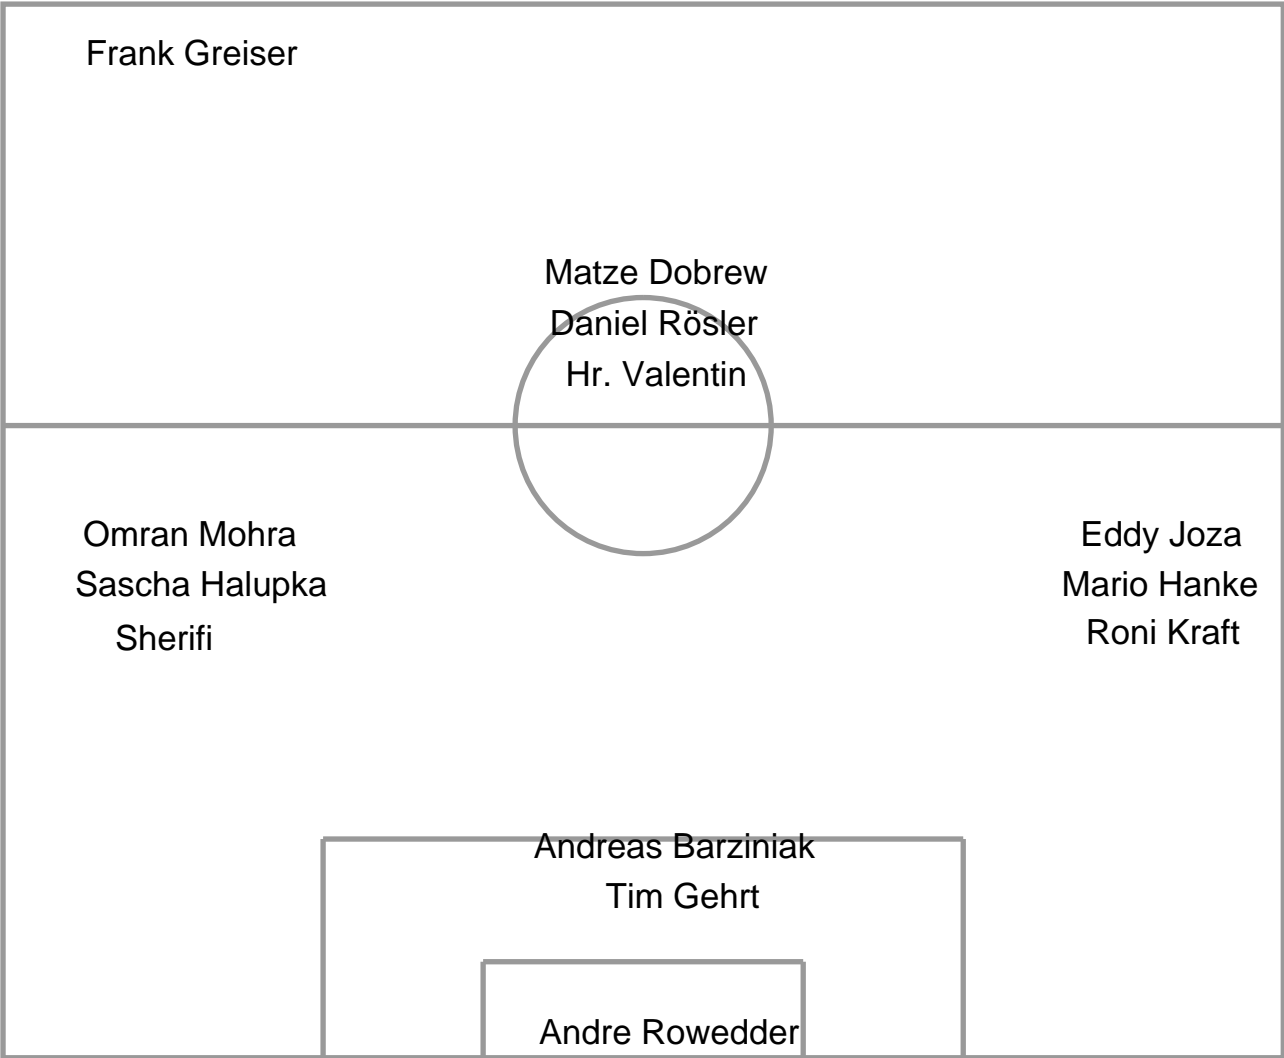 Frank Greiser
Matze Dobrew
Daniel Rösler
Hr. Valentin
Omran Mohra
Sascha Halupka
Sherifi
Eddy Joza
Mario Hanke
Roni Kraft
Andreas Barziniak
Tim Gehrt
Andre Rowedder